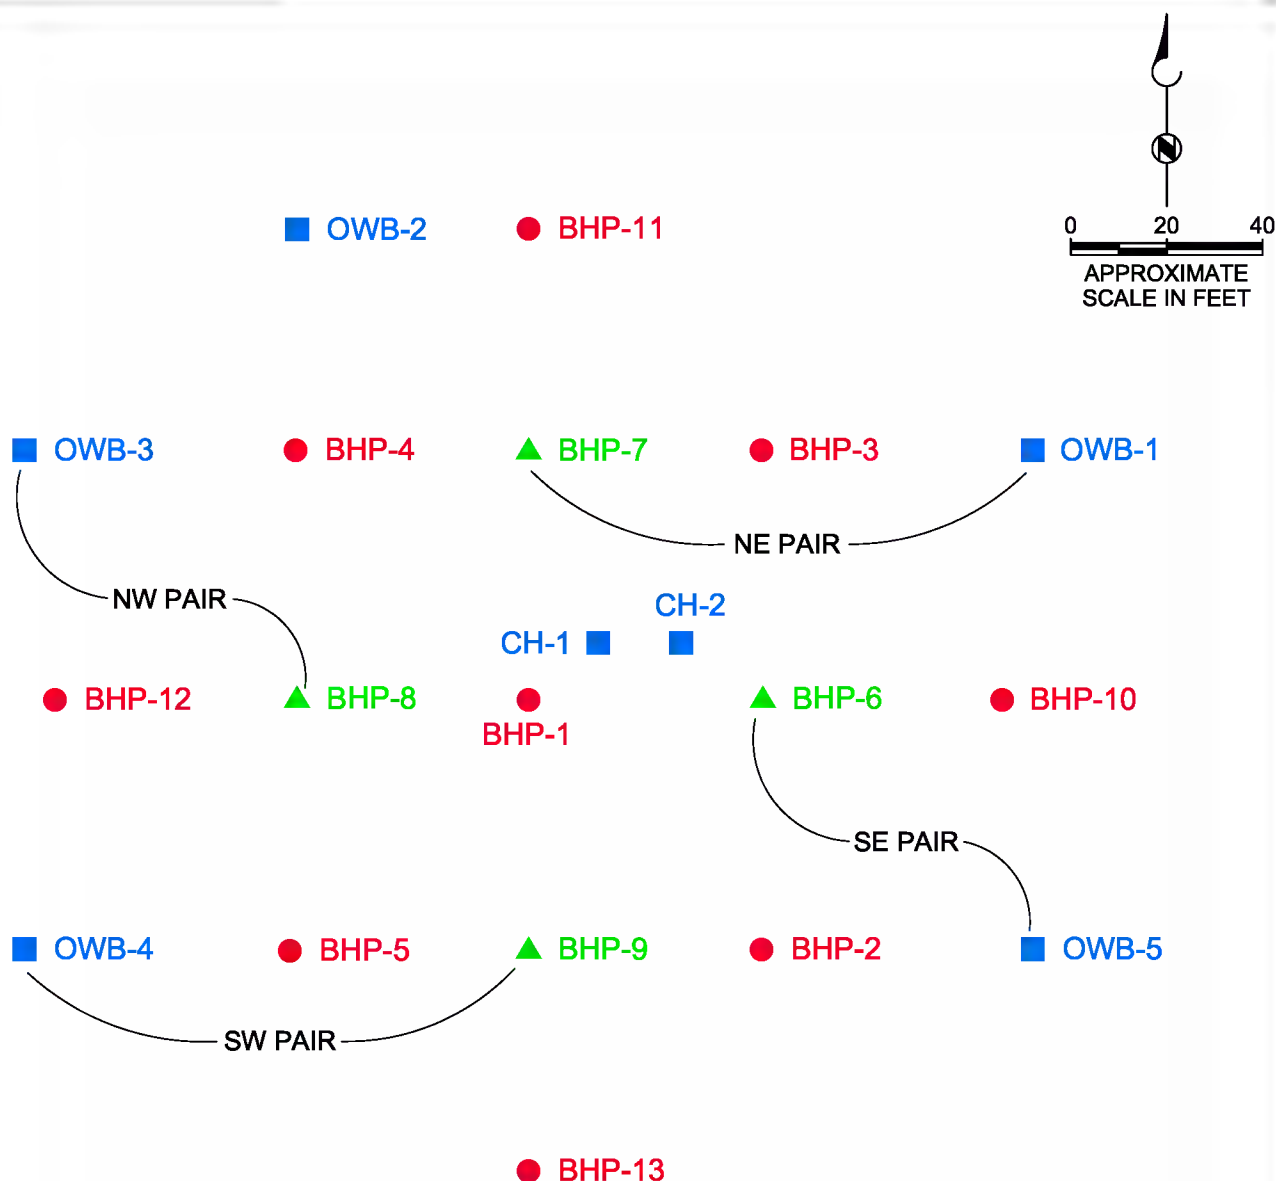 N
0 20 40
APPROXIMATE
SCALE IN FEET
OWB-2
BHP-11
OWB-3
BHP-4
BHP-7
BHP-3
OWB-1
NE PAIR
NW PAIR
CH-2
CH-1
BHP-12
BHP-8
BHP-1
BHP-6
BHP-10
SE PAIR
OWB-4
BHP-5
BHP-9
BHP-2
OWB-5
SW PAIR
BHP-13